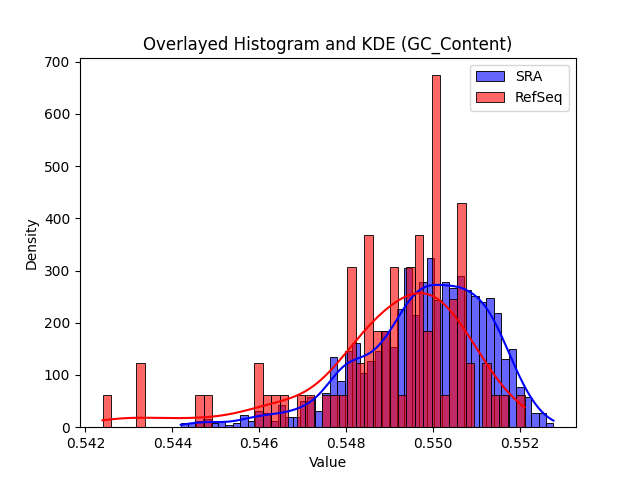 Overlayed Histogram and KDE (GC_Content)
SRA
RefSeq
700
600
500
400
300
200
100
0
Density
0.542 0.544 0.546 0.548 0.550 0.552
Value